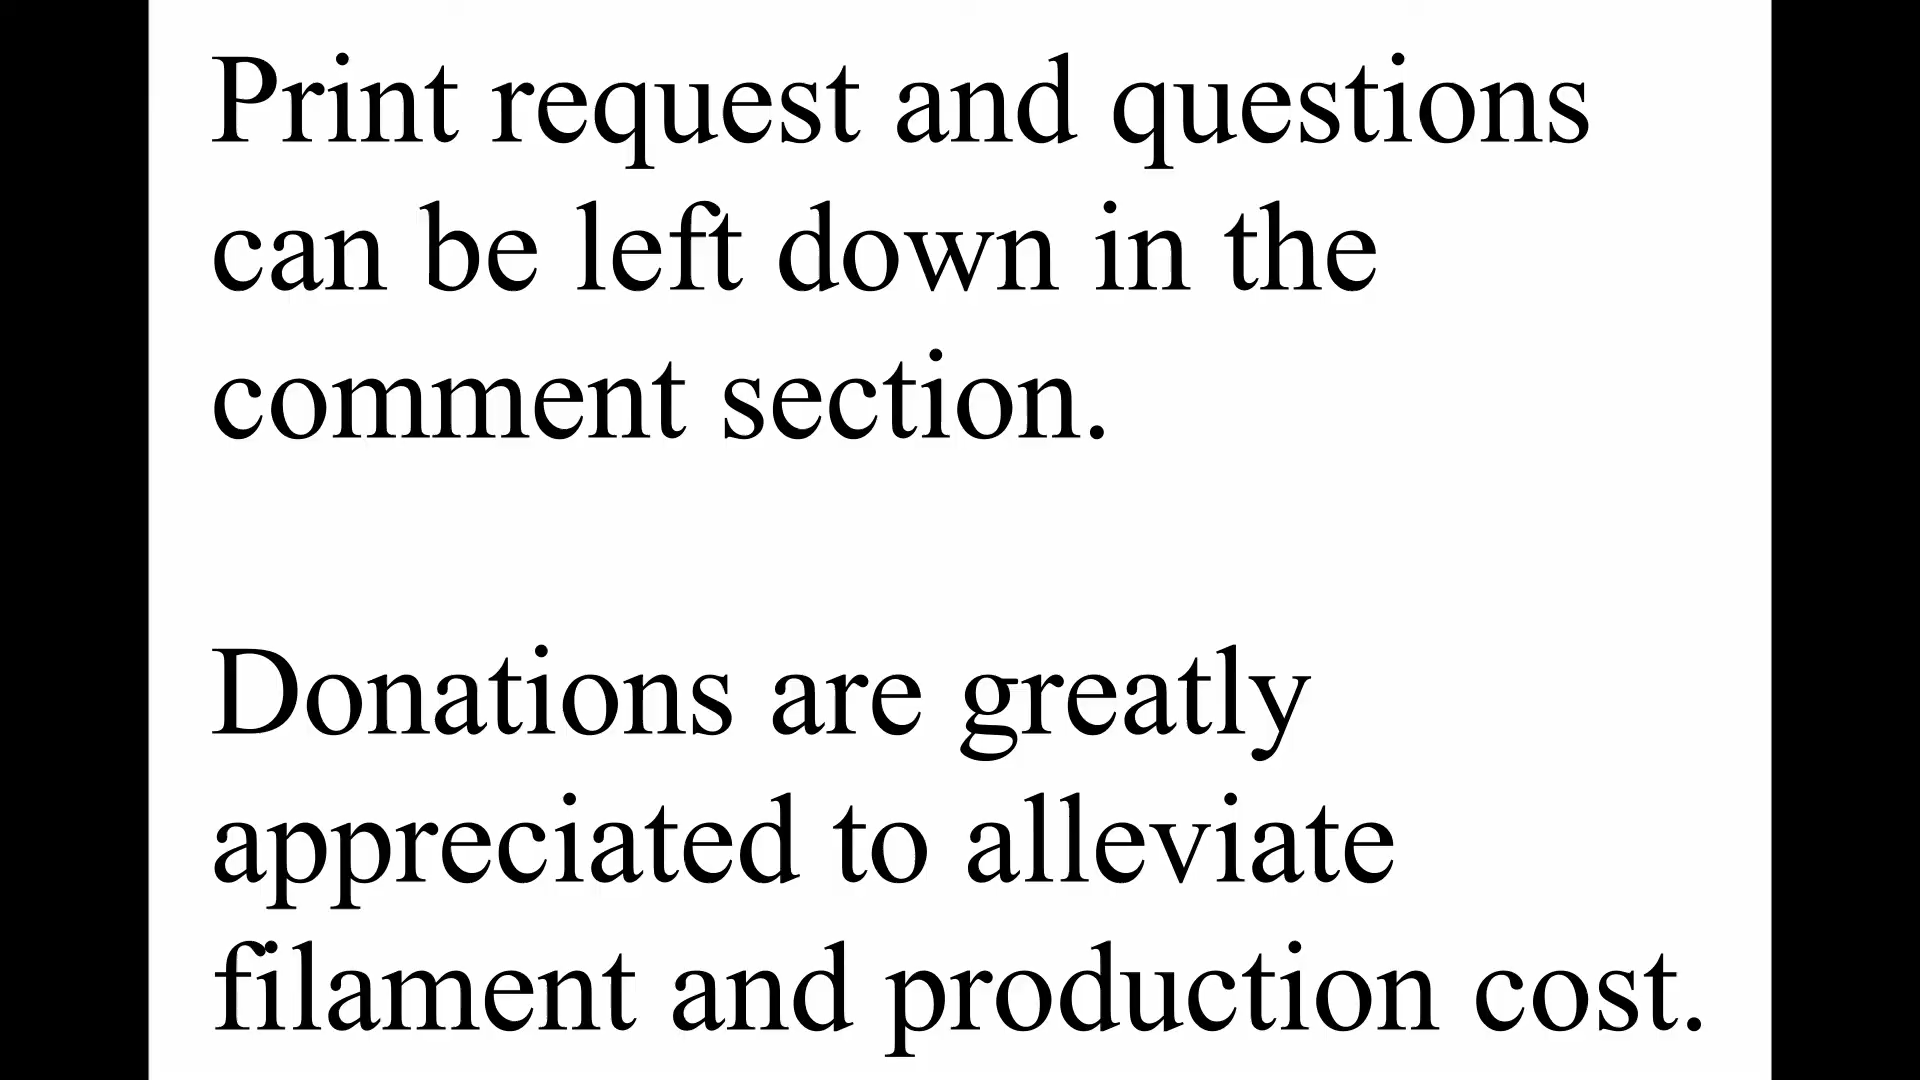 Print request and questions
can be left down in the
comment section.
Donations are greatly
appreciated to alleviate
filament and production cost.